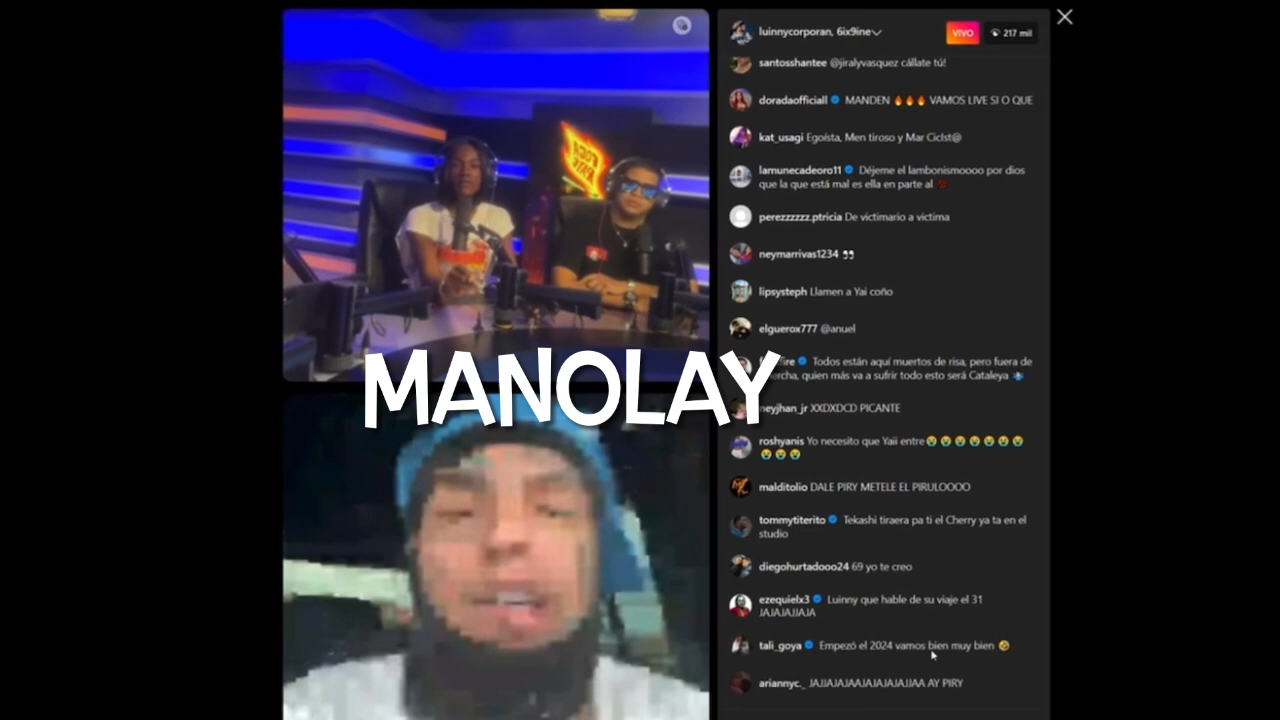 luinnycorporan, 6ix9ine
VIVO
217 mil
santosshantee @jiralyvasquez cállate tú!
doradaofficiall MANDEN 🔥🔥🔥 VAMOS LIVE SI O QUE
kat_usagi Egoísta, Men tiroso y Mar Ciclst@
lamunecadeoro11 Déjeme el lambonismoooo por dios
que la que está mal es ella en parte al
perezzzzzz.ptricia De victimario a victima
neymarrivas1234 👀
lipsysteph Llamen a Yai coño
elguerox777 @anuel
Todos están aquí muertos de risa, pero fuera de
quien más va a sufrir todo esto será Cataleya
MANOLAY
neyjhan_jr XXDXDCD PICANTE
roshyanis Yo necesito que Yaii entre😭😭😭😭😭😭😭
😭😭😭
malditolio DALE PIRY METELE EL PIRULOOOO
tommytiterito Tekashi tiraera pa ti el Cherry ya ta en el
studio
diegohurtadooo24 69 yo te creo
ezequielx3 Luinny que hable de su viaje el 31
JAJAJAJJAJA
tali_goya Empezó el 2024 vamos bien muy bien 🤣
ariannyc._ JAJJAJAJAAJAJAJAJAJJAA AY PIRY